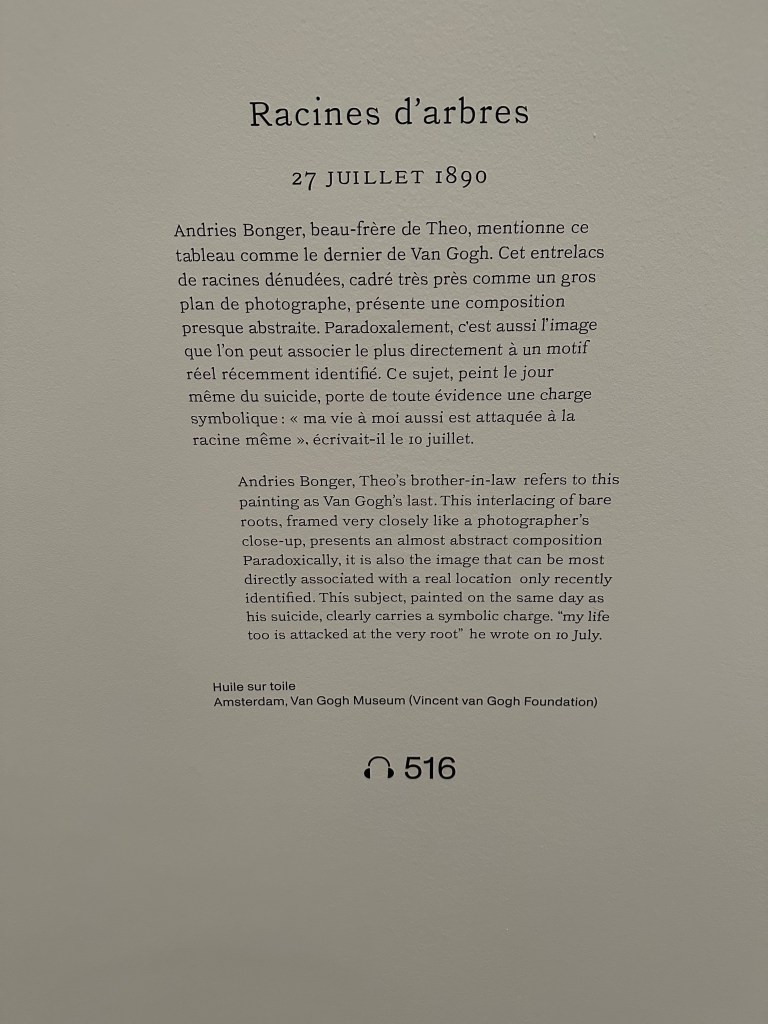 Racines d'arbres
27 JUILLET 1890
Andries Bonger, beau-frère de Theo, mentionne ce
tableau comme le dernier de Van Gogh. Cet entrelacs
de racines dénudées, cadré très près comme un gros
plan de photographe, présente une composition
presque abstraite. Paradoxalement, c'est aussi l'image
que l'on peut associer le plus directement à un motif
réel récemment identifié. Ce sujet, peint le jour
même du suicide, porte de toute évidence une charge
symbolique : « ma vie à moi aussi est attaquée à la
racine même ». écrivait-il le 10 juillet.
Andries Bonger, Theo's brother-in-law refers to this
painting as Van Gogh's last. This interlacing of bare
roots, framed very closely like a photographer's
close-up, presents an almost abstract composition
Paradoxically, it is also the image that can be most
directly associated with a real location only recently
identified. This subject, painted on the same day as
his suicide, clearly carries a symbolic charge. "my life
too is attacked at the very root" he wrote on 10 July.
Huile sur toile
Amsterdam, Van Gogh Museum (Vincent van Gogh Foundation)
516